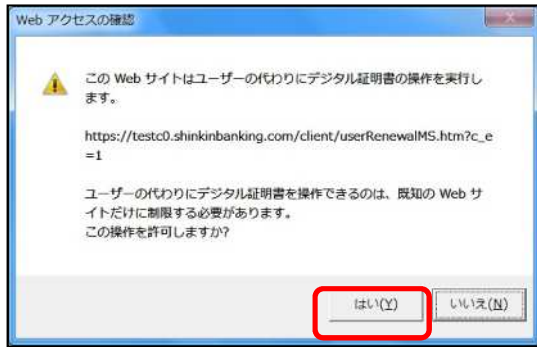 Web アクセスの確認
この Web サイトはユーザーの代わりにデジタル証明書の操作を実行し
ます。
https://testc0.shinkinbanking.com/client/userRenewalMS.htm?c_e
=1
ユーザーの代わりにデジタル証明書を操作できるのは、既知の Web サ
イトだけに制限する必要があります。
この操作を許可しますか?
はい(Y) いいえ(N)